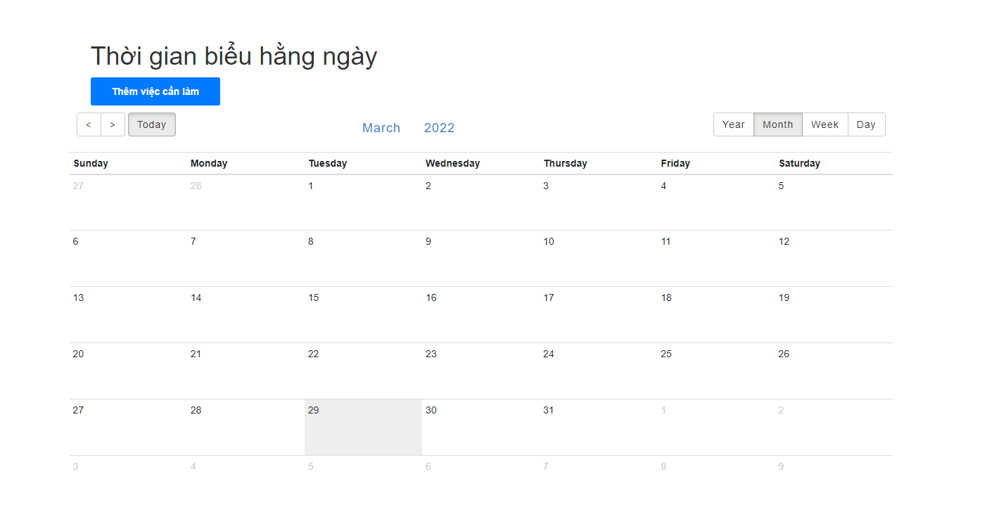 Thời gian biểu hằng ngày
Thêm việc cần làm
< > Today March 2022 Year Month Week Day
Sunday Monday Tuesday Wednesday Thursday Friday Saturday
27 28 1 2 3 4 5
6 7 8 9 10 11 12
13 14 15 16 17 18 19
20 21 22 23 24 25 26
27 28 29 30 31 1 2
3 4 5 6 7 8 9